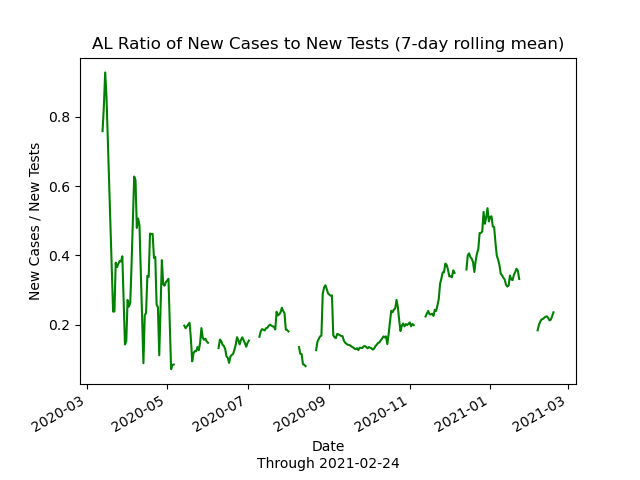 AL Ratio of New Cases to New Tests (7-day rolling mean)
New Cases / New Tests
0.8
0.6
0.4
0.2
2020-03
2020-05
2020-07
2020-09
2020-11
2021-01
2021-03
Date
Through 2021-02-24